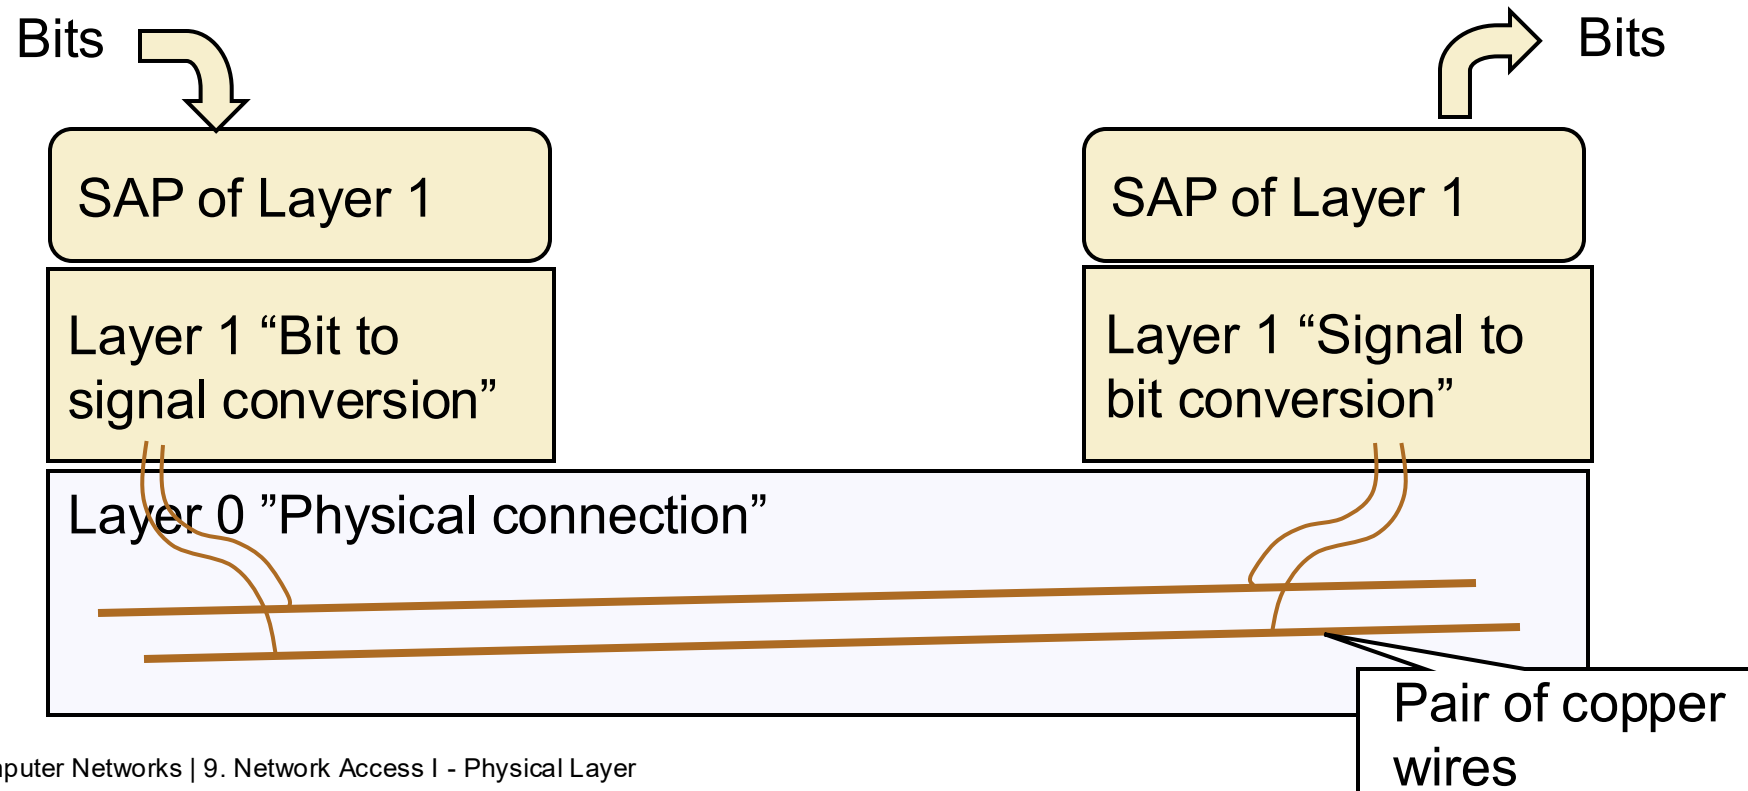 Bits
Bits
SAP of Layer 1
SAP of Layer 1
Layer 1 “Bit to
signal conversion”
Layer 1 “Signal to
bit conversion”
Layer 0 ”Physical connection”
Pair of copper
wires
Networks | 9. Network Access I - Physical Layer